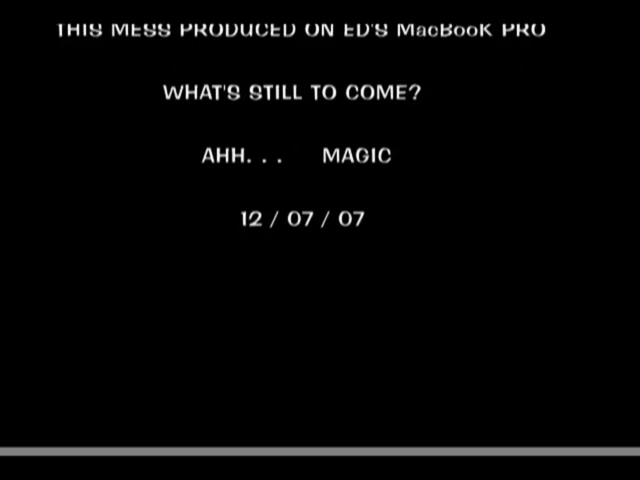 THIS MESS PRODUCED ON ED'S MacBooK PRO
WHAT'S STILL TO COME?
AHH. . . MAGIC
12 / 07 / 07